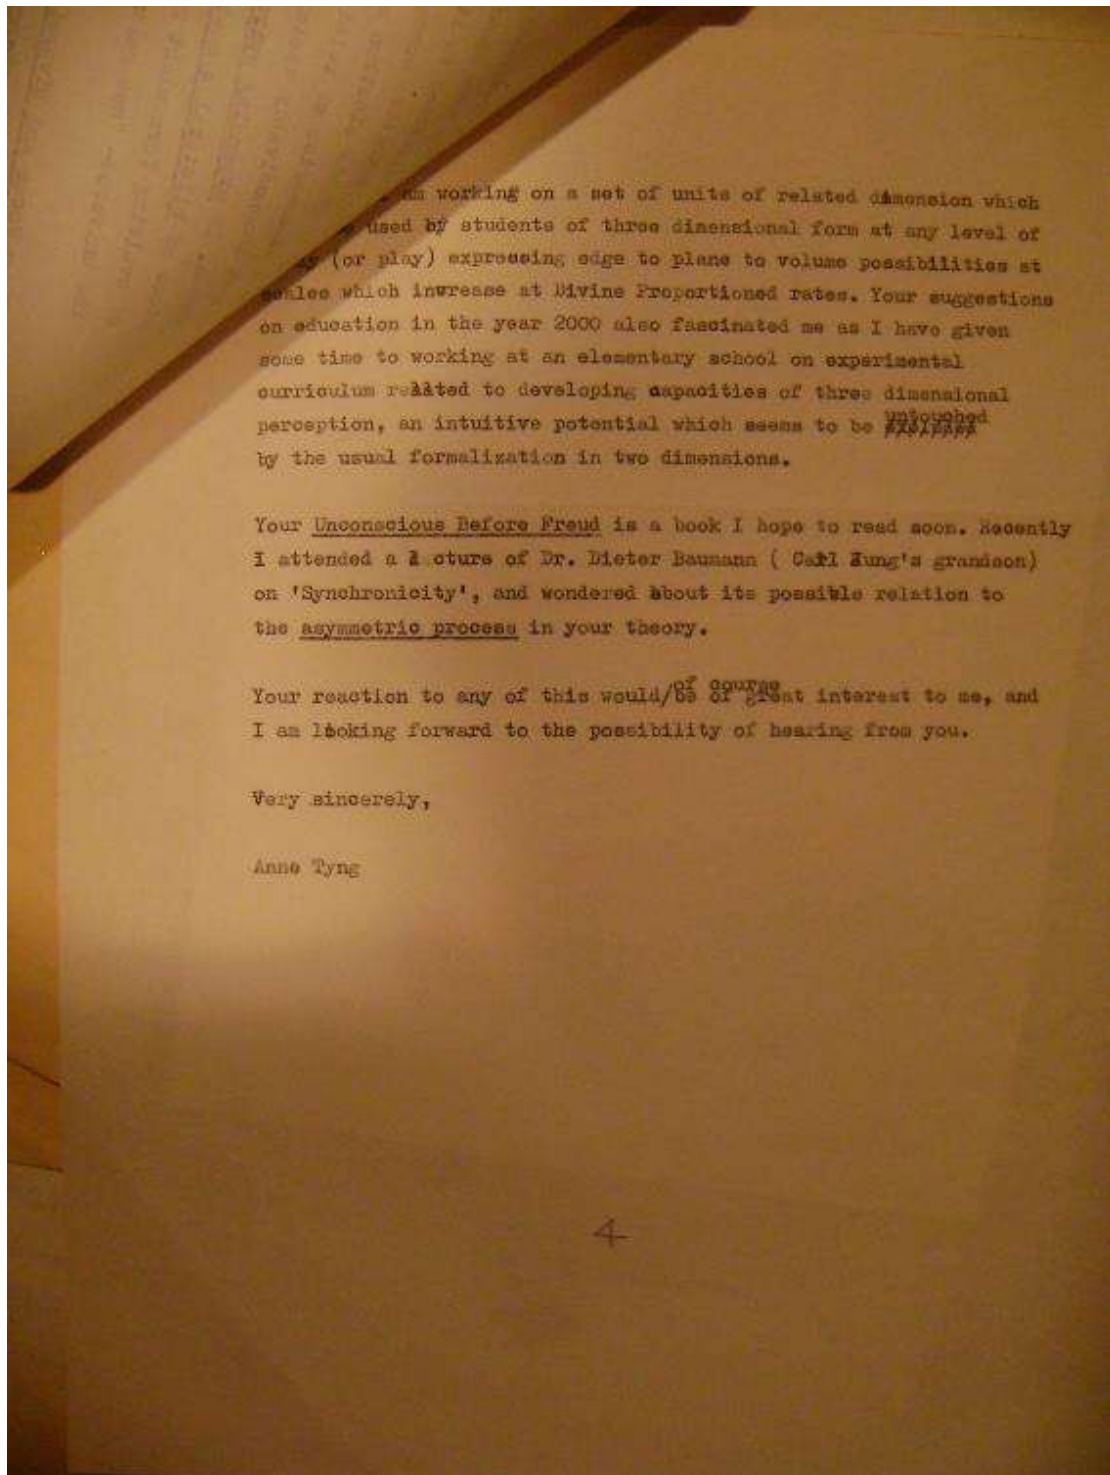 am working on a set of units of related dimension which
used by students of three dimensional form at any level of
(or play) expressing edge to plane to volume possibilities at
scales which inwrease at Divine Proportioned rates. Your suggestions
on education in the year 2000 also fascinated me as I have given
some time to working at an elementary school on experimental
curriculum related to developing capacities of three dimensional
perception, an intuitive potential which seems to be untouched
by the usual formalization in two dimensions.
Your Unconscious Before Freud is a book I hope to read soon. Recently
I attended a l cture of Dr. Dieter Baumann ( Carl Jung's grandson)
on 'Synchronicity', and wondered about its possible relation to
the asymmetric process in your theory.
of course
Your reaction to any of this would/be of great interest to me, and
I am looking forward to the possibility of hearing from you.
Very sincerely,
Anne Tyng
4